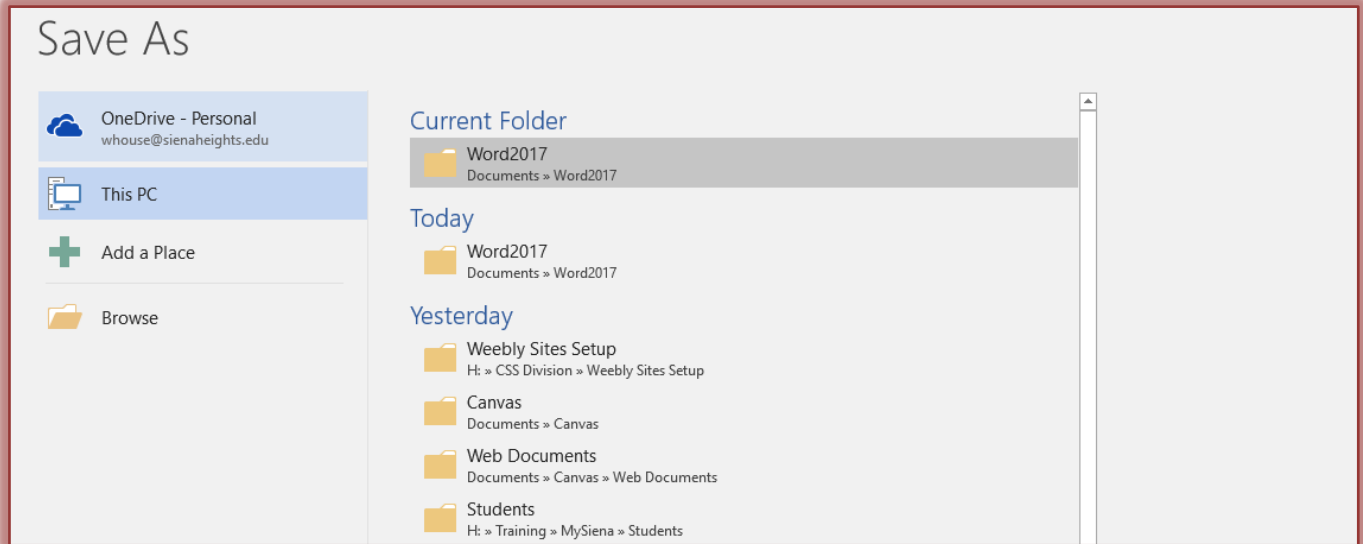 Save As
OneDrive - Personal
whouse@sienaheights.edu
This PC
Add a Place
Browse
Current Folder
Word2017
Documents » Word2017
Today
Word2017
Documents » Word2017
Yesterday
Weebly Sites Setup
H: » CSS Division » Weebly Sites Setup
Canvas
Documents » Canvas
Web Documents
Documents » Canvas » Web Documents
Students
H: » Training » MySiena » Students